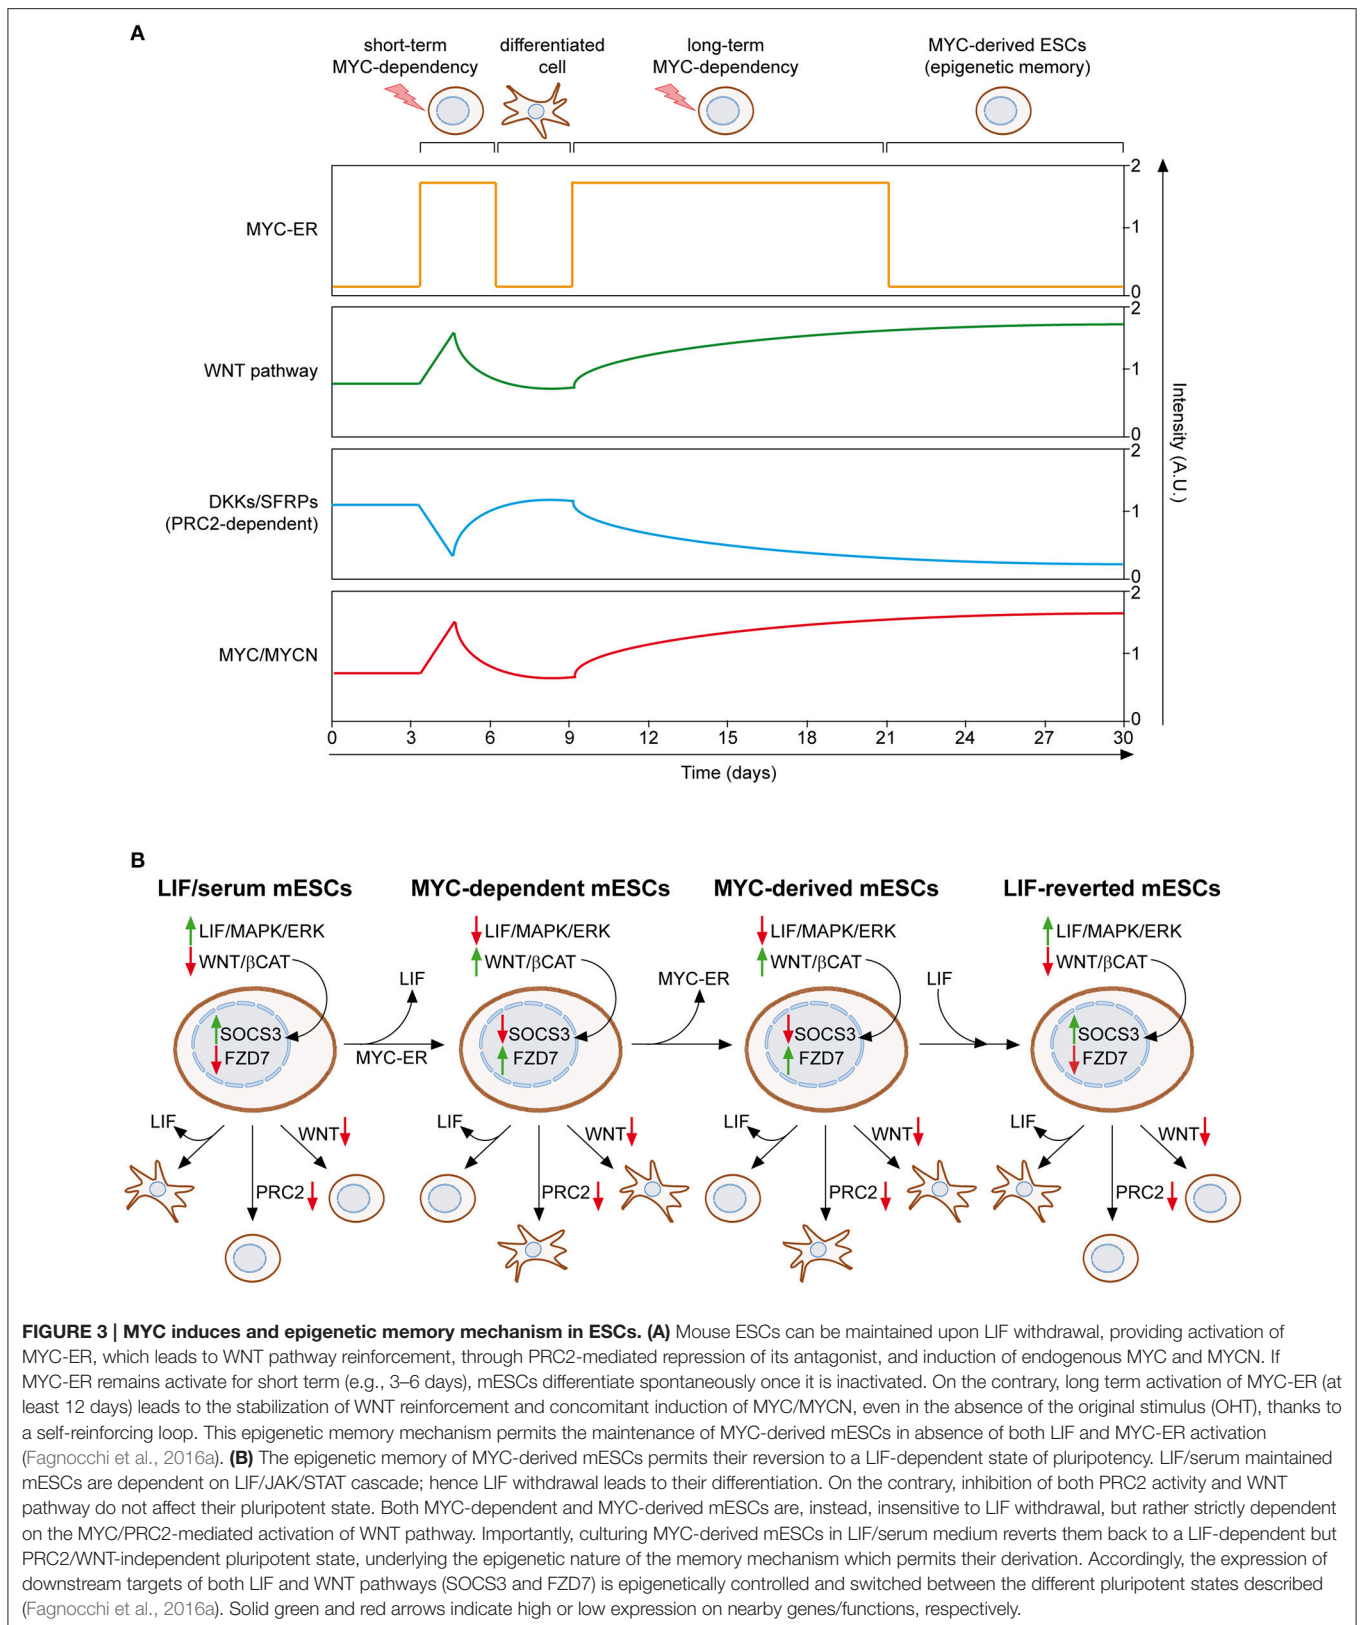 A
short-term
MYC-dependency
differentiated
cell
long-term
MYC-dependency
MYC-derived ESCs
(epigenetic memory)
MYC-ER
2
1
0
WNT pathway
2
1
0
DKKs/SFRPs
(PRC2-dependent)
2
1
0
MYC/MYCN
2
1
0
Intensity (A.U.)
0 3 6 9 12 15 18 21 24 27 30
Time (days)
B
LIF/serum mESCs
LIF/MAPK/ERK
WNT/βCAT
SOCS3
FZD7
LIF
WNT
PRC2
LIF
MYC-ER
MYC-dependent mESCs
LIF/MAPK/ERK
WNT/βCAT
SOCS3
FZD7
LIF
WNT
PRC2
MYC-ER
MYC-derived mESCs
LIF/MAPK/ERK
WNT/βCAT
SOCS3
FZD7
LIF
WNT
PRC2
LIF
LIF-reverted mESCs
LIF/MAPK/ERK
WNT/βCAT
SOCS3
FZD7
LIF
WNT
PRC2
FIGURE 3 | MYC induces and epigenetic memory mechanism in ESCs. (A) Mouse ESCs can be maintained upon LIF withdrawal, providing activation of
MYC-ER, which leads to WNT pathway reinforcement, through PRC2-mediated repression of its antagonist, and induction of endogenous MYC and MYCN. If
MYC-ER remains activate for short term (e.g., 3–6 days), mESCs differentiate spontaneously once it is inactivated. On the contrary, long term activation of MYC-ER (at
least 12 days) leads to the stabilization of WNT reinforcement and concomitant induction of MYC/MYCN, even in the absence of the original stimulus (OHT), thanks to
a self-reinforcing loop. This epigenetic memory mechanism permits the maintenance of MYC-derived mESCs in absence of both LIF and MYC-ER activation
(Fagnocchi et al., 2016a). (B) The epigenetic memory of MYC-derived mESCs permits their reversion to a LIF-dependent state of pluripotency. LIF/serum maintained
mESCs are dependent on LIF/JAK/STAT cascade; hence LIF withdrawal leads to their differentiation. On the contrary, inhibition of both PRC2 activity and WNT
pathway do not affect their pluripotent state. Both MYC-dependent and MYC-derived mESCs are, instead, insensitive to LIF withdrawal, but rather strictly dependent
on the MYC/PRC2-mediated activation of WNT pathway. Importantly, culturing MYC-derived mESCs in LIF/serum medium reverts them back to a LIF-dependent but
PRC2/WNT-independent pluripotent state, underlying the epigenetic nature of the memory mechanism which permits their derivation. Accordingly, the expression of
downstream targets of both LIF and WNT pathways (SOCS3 and FZD7) is epigenetically controlled and switched between the different pluripotent states described
(Fagnocchi et al., 2016a). Solid green and red arrows indicate high or low expression on nearby genes/functions, respectively.